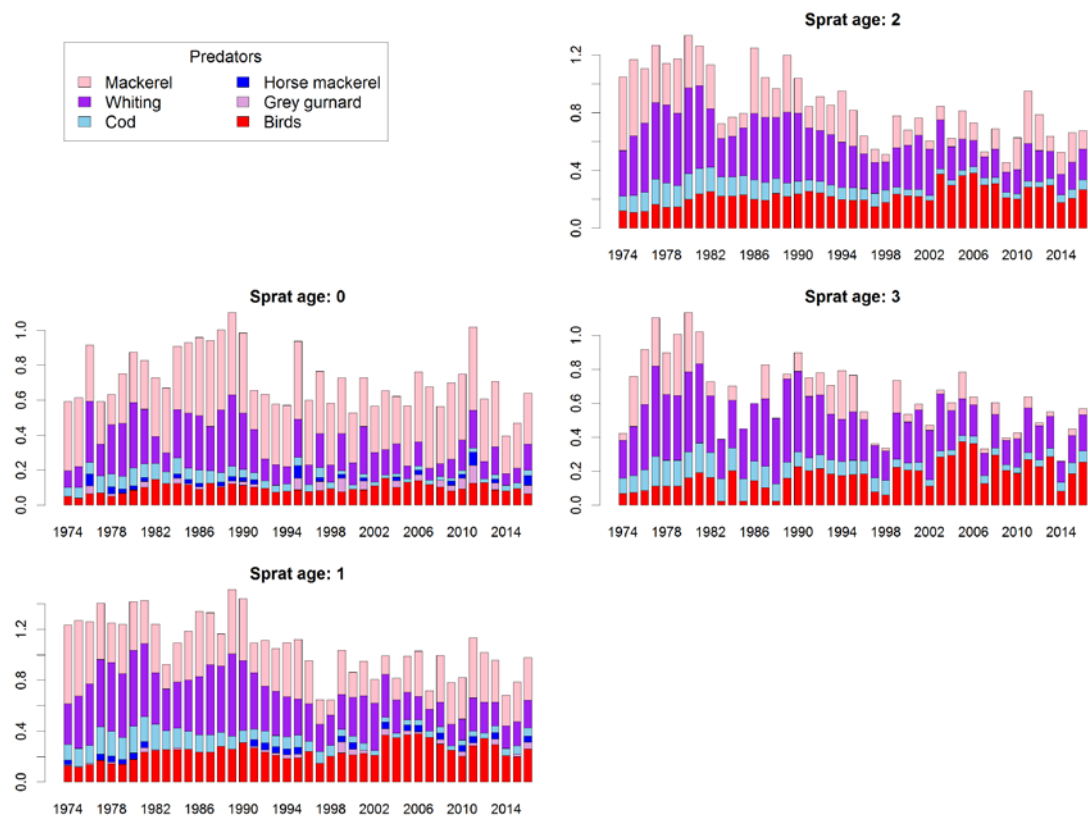 Predators
Mackerel Horse mackerel
Whiting Grey gurnard
Cod Birds
Sprat age: 2
0.0 0.4 0.8 1.2
1974 1978 1982 1986 1990 1994 1998 2002 2006 2010 2014
Sprat age: 0
0.0 0.2 0.4 0.6 0.8 1.0
1974 1978 1982 1986 1990 1994 1998 2002 2006 2010 2014
Sprat age: 3
0.0 0.2 0.4 0.6 0.8 1.0
1974 1978 1982 1986 1990 1994 1998 2002 2006 2010 2014
Sprat age: 1
0.0 0.4 0.8 1.2
1974 1978 1982 1986 1990 1994 1998 2002 2006 2010 2014